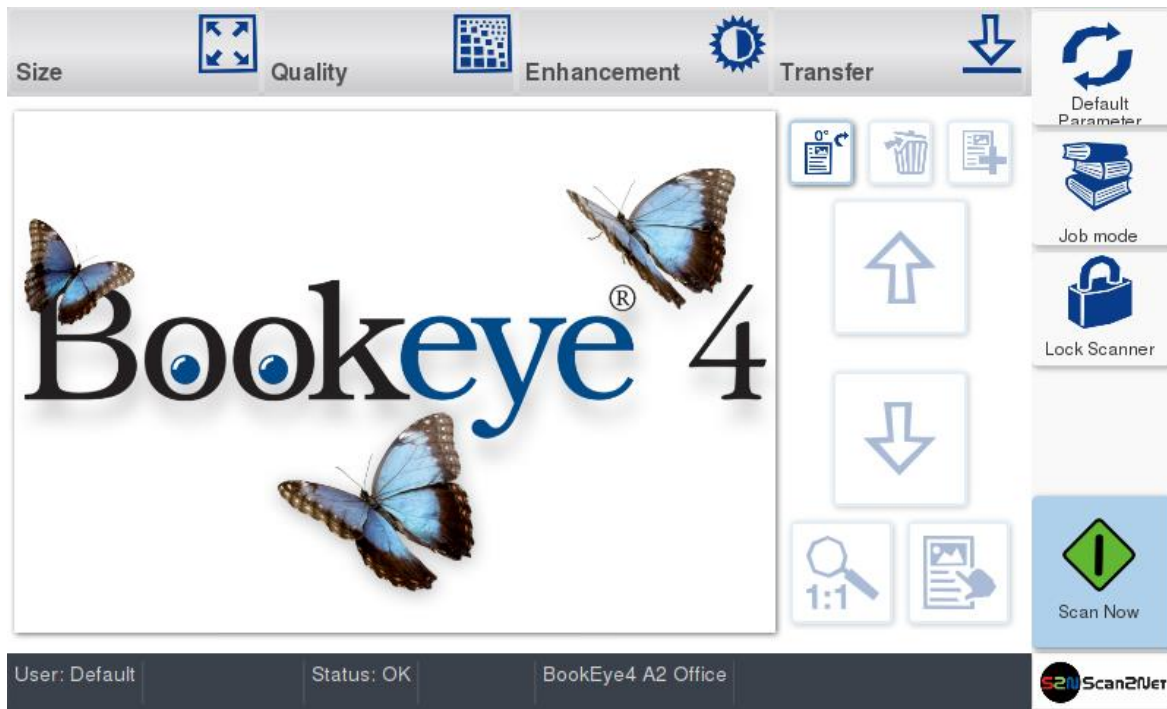 Size
Quality
Enhancement
Transfer
Default
Parameter
0°
Job mode
Bookeye® 4
Lock Scanner
1:1
Scan Now
User: Default
Status: OK
BookEye4 A2 Office
S2N Scan2Net